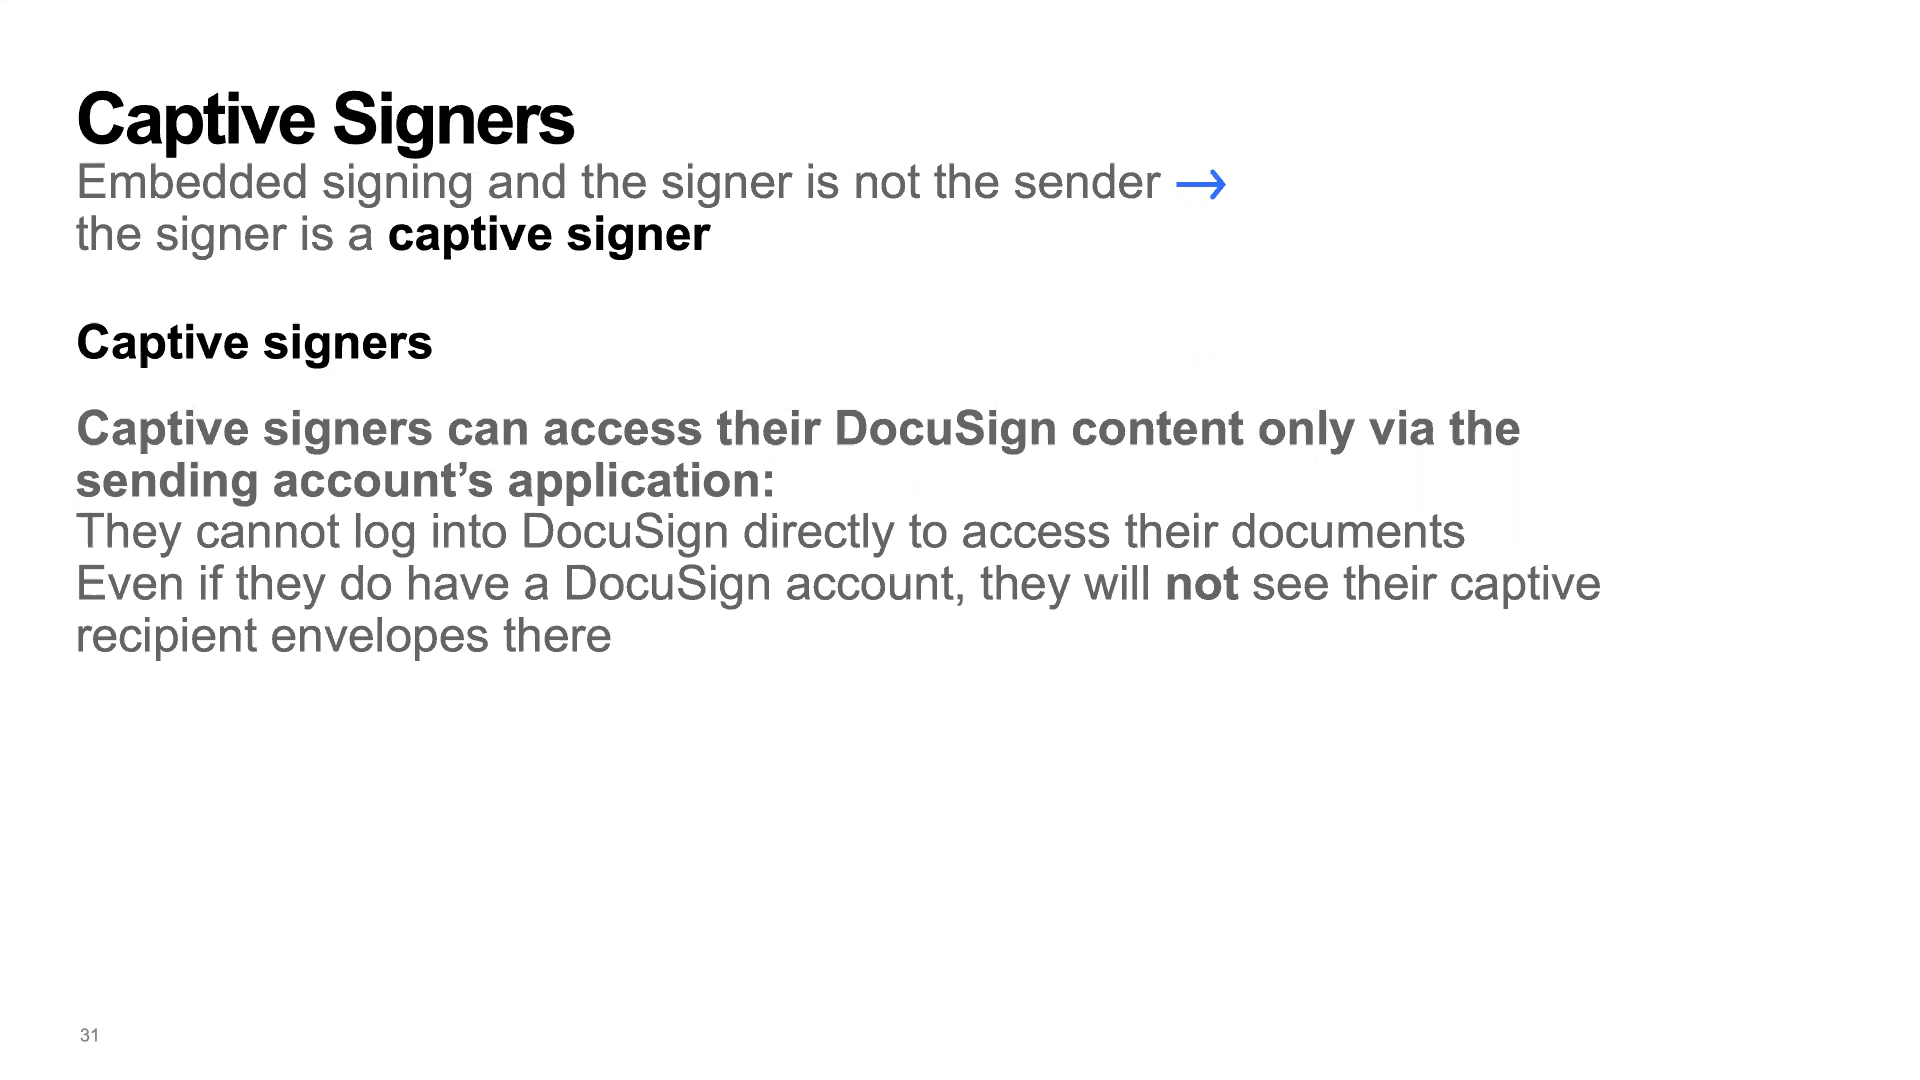 Captive Signers
Embedded signing and the signer is not the sender →
the signer is a captive signer
Captive signers
Captive signers can access their DocuSign content only via the
sending account’s application:
They cannot log into DocuSign directly to access their documents
Even if they do have a DocuSign account, they will not see their captive
recipient envelopes there
31